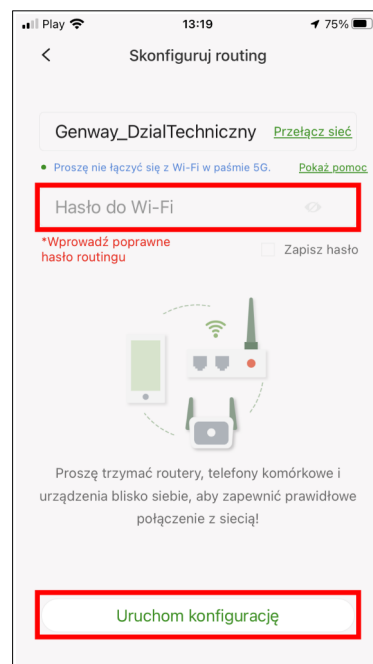 Play 13:19 75%
Skonfiguruj routing
Genway_DzialTechniczny Przełącz sieć
Proszę nie łączyć się z Wi-Fi w paśmie 5G. Pokaż pomoc
Hasło do Wi-Fi
*Wprowadź poprawne
hasło routingu
Zapisz hasło
Proszę trzymać routery, telefony komórkowe i
urządzenia blisko siebie, aby zapewnić prawidłowe
połączenie z siecią!
Uruchom konfigurację